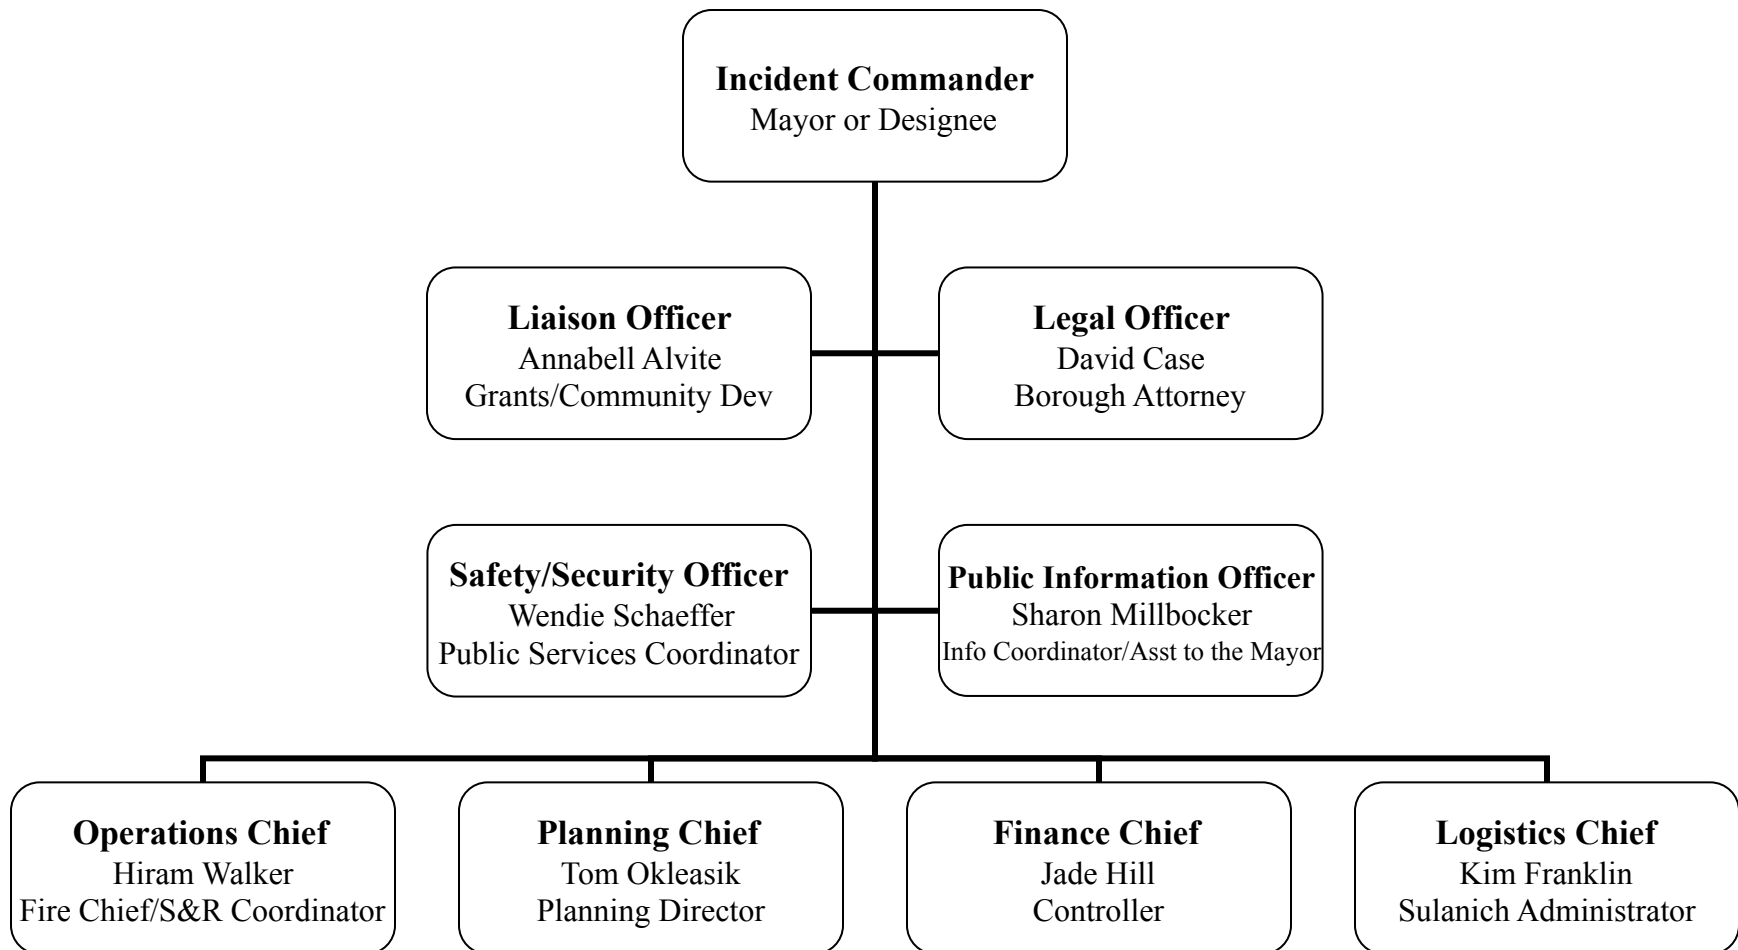 Incident Commander
Mayor or Designee
Liaison Officer
Annabell Alvite
Grants/Community Dev
Legal Officer
David Case
Borough Attorney
Safety/Security Officer
Wendie Schaeffer
Public Services Coordinator
Public Information Officer
Sharon Millbocker
Info Coordinator/Asst to the Mayor
Operations Chief
Hiram Walker
Fire Chief/S&R Coordinator
Planning Chief
Tom Okleasik
Planning Director
Finance Chief
Jade Hill
Controller
Logistics Chief
Kim Franklin
Sulanich Administrator